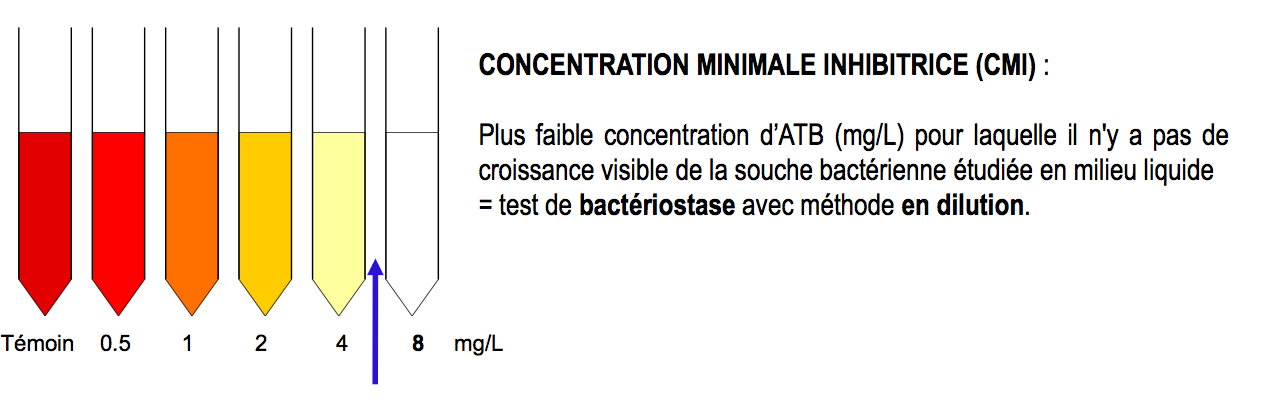 CONCENTRATION MINIMALE INHIBITRICE (CMI) :
Plus faible concentration d’ATB (mg/L) pour laquelle il n'y a pas de
croissance visible de la souche bactérienne étudiée en milieu liquide
= test de bactériostase avec méthode en dilution.
Témoin 0.5 1 2 4 8 mg/L